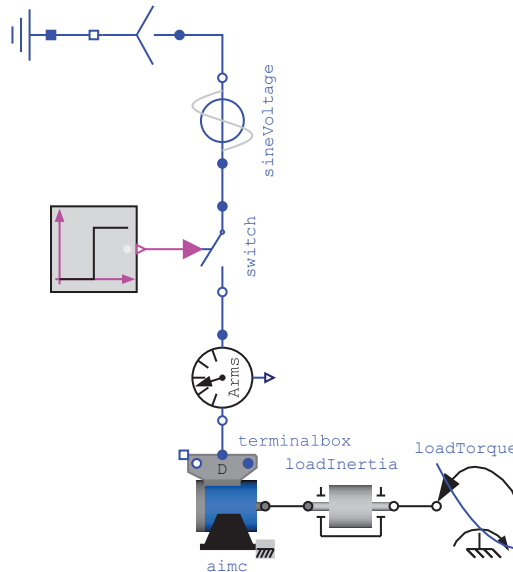 sineVoltage
switch
Arms
terminalbox
D
loadInertia
loadTorque
aimc